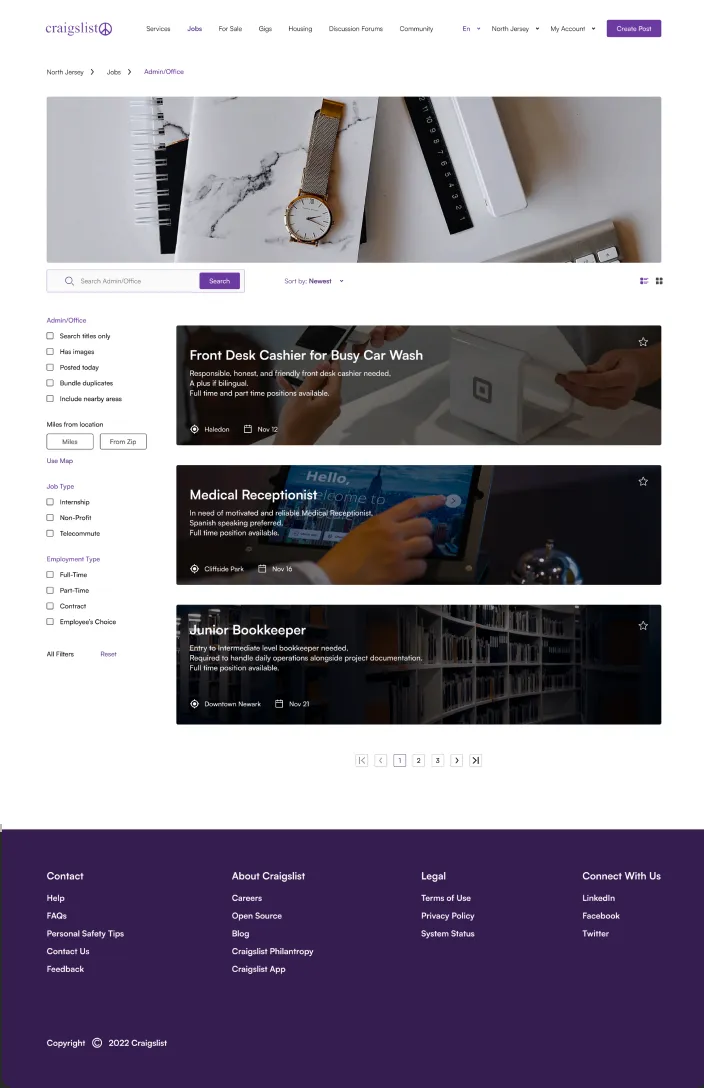 craigslist
Services Jobs For Sale Gigs Housing Discussion Forums Community En North Jersey My Account Create Post
North Jersey Jobs Admin/Office
Search Admin/Office Search Sort by: Newest
Admin/Office
Search titles only
Has images
Posted today
Bundle duplicates
Include nearby areas
Miles from location
Miles From Zip
Use Map
Job Type
Internship
Non-Profit
Telecommute
Employment Type
Full-Time
Part-Time
Contract
Employee's Choice
All Filters Reset
Front Desk Cashier for Busy Car Wash
Responsible, honest, and friendly front desk cashier needed.
A plus if bilingual.
Full time and part time positions available.
Haledon Nov 12
Hello,
Welcome to
Medical Receptionist
In need of motivated and reliable Medical Receptionist.
Spanish speaking preferred.
Full time position available.
Cliffside Park Nov 16
Junior Bookkeeper
Entry to Intermediate level bookkeeper needed.
Required to handle daily operations alongside project documentation.
Full time position available.
Downtown Newark Nov 21
1 2 3
Contact About Craigslist Legal Connect With Us
Help Careers Terms of Use LinkedIn
FAQs Open Source Privacy Policy Facebook
Personal Safety Tips Blog System Status Twitter
Contact Us Craigslist Philantropy
Feedback Craigslist App
Copyright © 2022 Craigslist